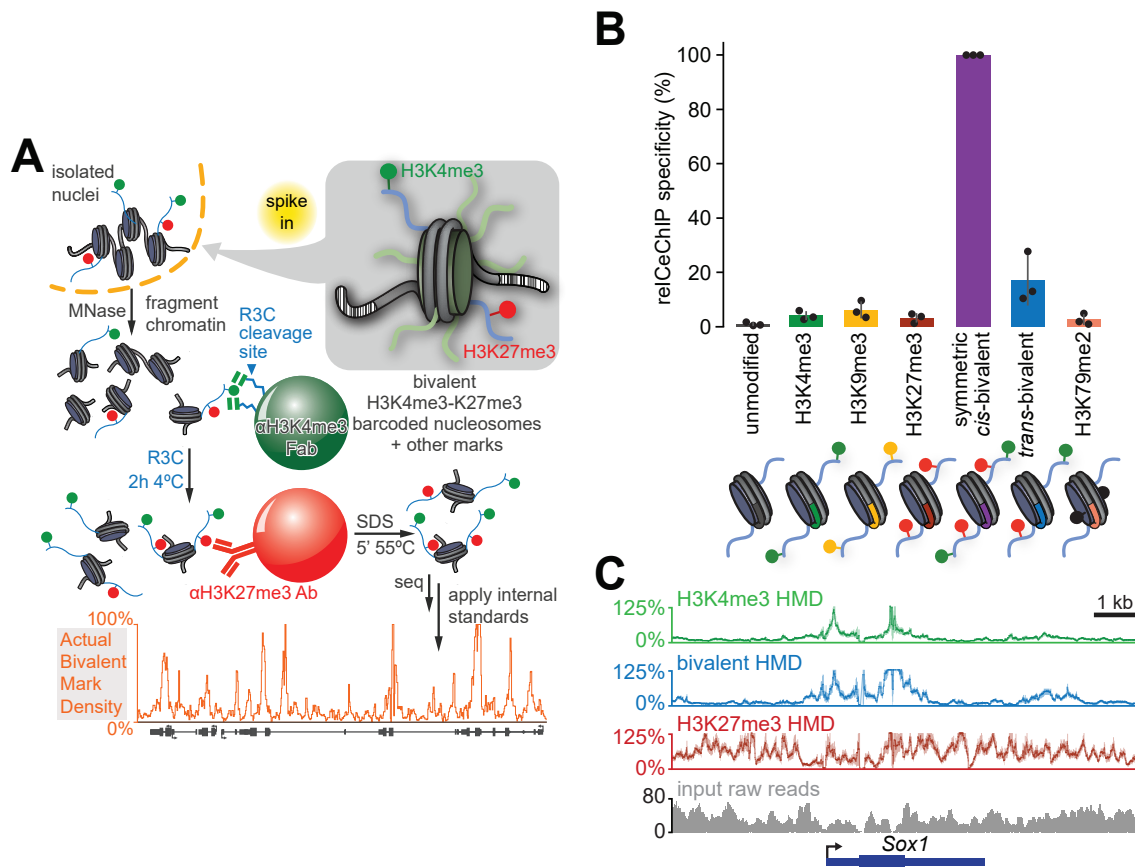 A
isolated
nuclei
spike
in
H3K4me3
H3K27me3
MNase
fragment
chromatin
R3C
cleavage
site
αH3K4me3
Fab
bivalent
H3K4me3-K27me3
barcoded nucleosomes
+ other marks
R3C
2h 4ºC
SDS
5' 55ºC
αH3K27me3 Ab
seq
apply internal
standards
100%
Actual
Bivalent
Mark
Density
0%
B
relCeChIP specificity (%)
100
80
60
40
20
0
unmodified
H3K4me3
H3K9me3
H3K27me3
symmetric
cis-bivalent
trans-bivalent
H3K79me2
C
H3K4me3 HMD
1 kb
125%
0%
bivalent HMD
125%
0%
H3K27me3 HMD
125%
0%
input raw reads
80
0
Sox1